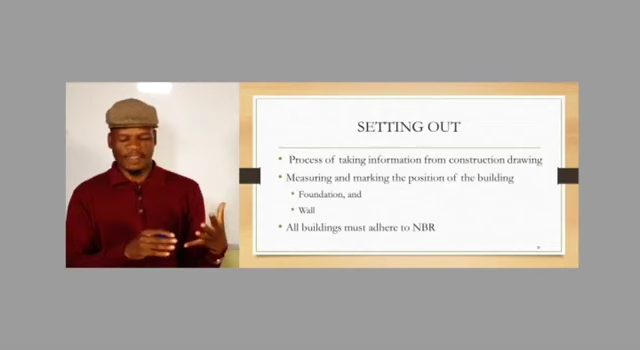 SETTING OUT
• Process of taking information from construction drawing
• Measuring and marking the position of the building
• Foundation, and
• Wall
• All buildings must adhere to NBR